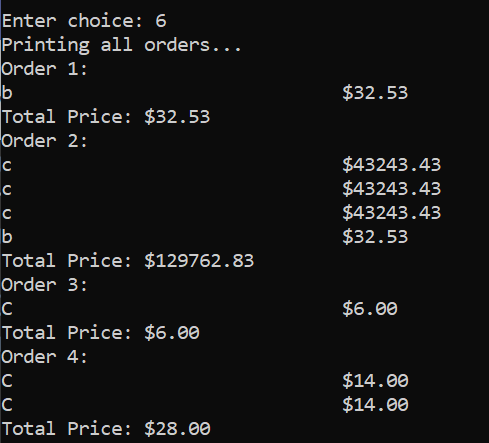 Enter choice: 6
Printing all orders...
Order 1:
b $32.53
Total Price: $32.53
Order 2:
c $43243.43
c $43243.43
c $43243.43
b $32.53
Total Price: $129762.83
Order 3:
C $6.00
Total Price: $6.00
Order 4:
C $14.00
C $14.00
Total Price: $28.00